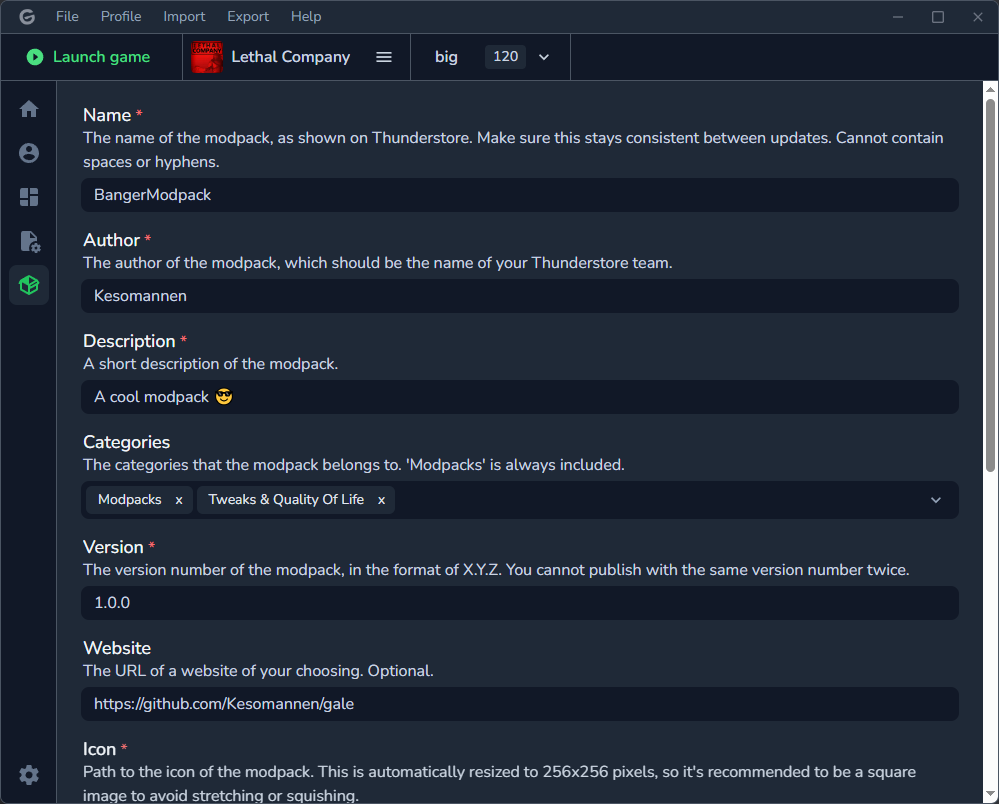 File Profile Import Export Help
Launch game Lethal Company big 120
Name *
The name of the modpack, as shown on Thunderstore. Make sure this stays consistent between updates. Cannot contain
spaces or hyphens.
BangerModpack
Author *
The author of the modpack, which should be the name of your Thunderstore team.
Kesomannen
Description *
A short description of the modpack.
A cool modpack 😎
Categories
The categories that the modpack belongs to. 'Modpacks' is always included.
Modpacks x Tweaks & Quality Of Life x
Version *
The version number of the modpack, in the format of X.Y.Z. You cannot publish with the same version number twice.
1.0.0
Website
The URL of a website of your choosing. Optional.
https://github.com/Kesomannen/gale
Icon *
Path to the icon of the modpack. This is automatically resized to 256x256 pixels, so it's recommended to be a square
image to avoid stretching or squishing.